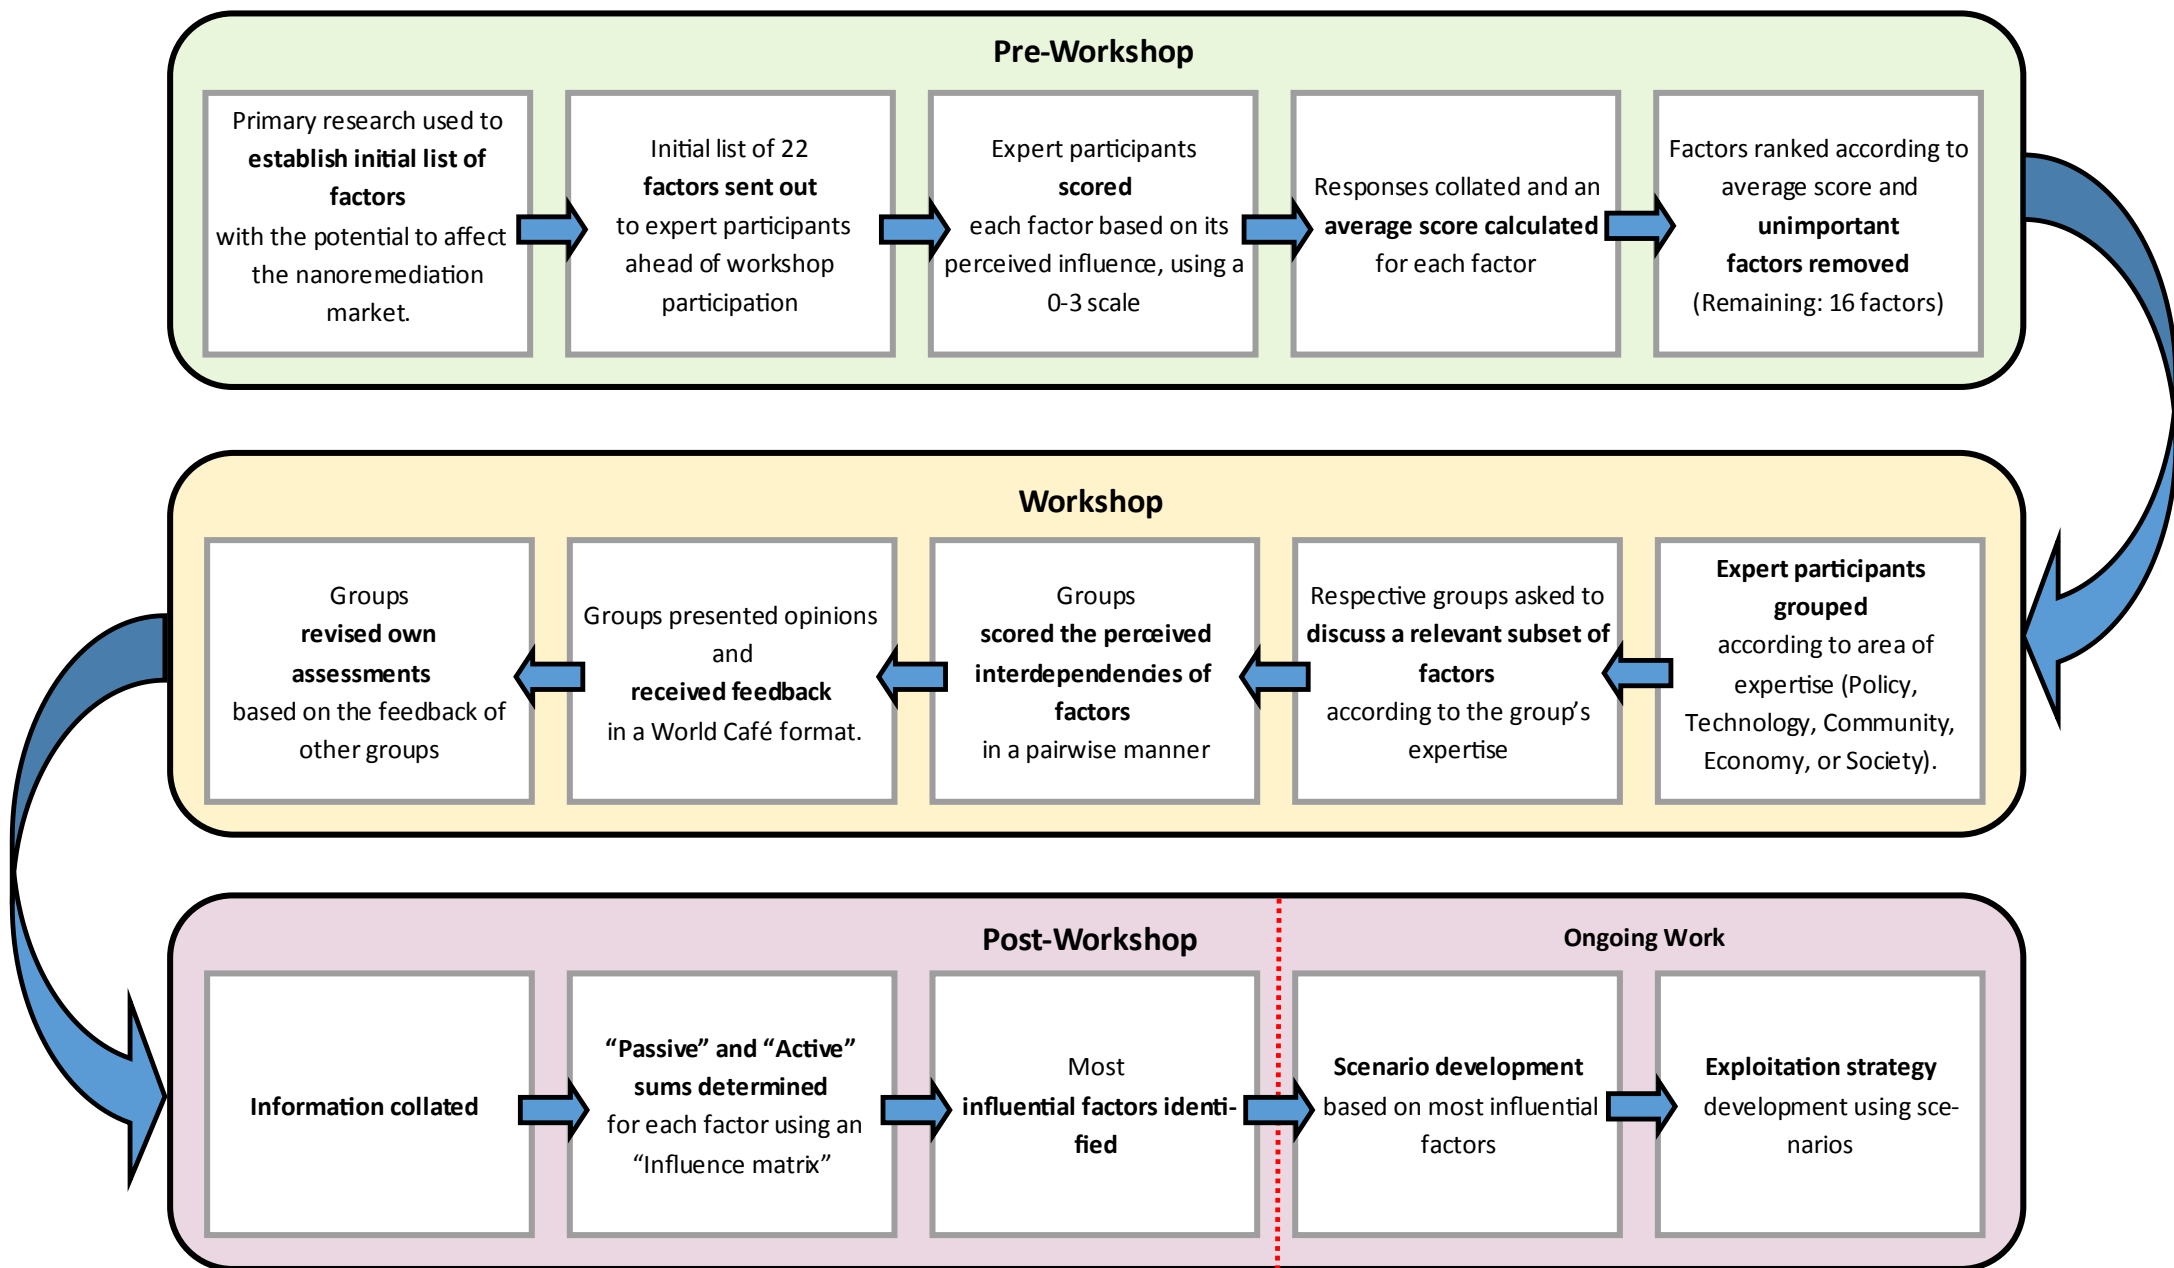 Pre-Workshop
Primary research used to
establish initial list of
factors
with the potential to affect
the nanoremediation
market.
Initial list of 22
factors sent out
to expert participants
ahead of workshop
participation
Expert participants
scored
each factor based on its
perceived influence, using a
0-3 scale
Responses collated and an
average score calculated
for each factor
Factors ranked according to
average score and
unimportant
factors removed
(Remaining: 16 factors)
Workshop
Groups
revised own
assessments
based on the feedback of
other groups
Groups presented opinions
and
received feedback
in a World Café format.
Groups
scored the perceived
interdependencies of
factors
in a pairwise manner
Respective groups asked to
discuss a relevant subset of
factors
according to the group’s
expertise
Expert participants
grouped
according to area of
expertise (Policy,
Technology, Community,
Economy, or Society).
Post-Workshop
Ongoing Work
Information collated
“Passive” and “Active”
sums determined
for each factor using an
“Influence matrix”
Most
influential factors identi-
fied
Scenario development
based on most influential
factors
Exploitation strategy
development using sce-
narios